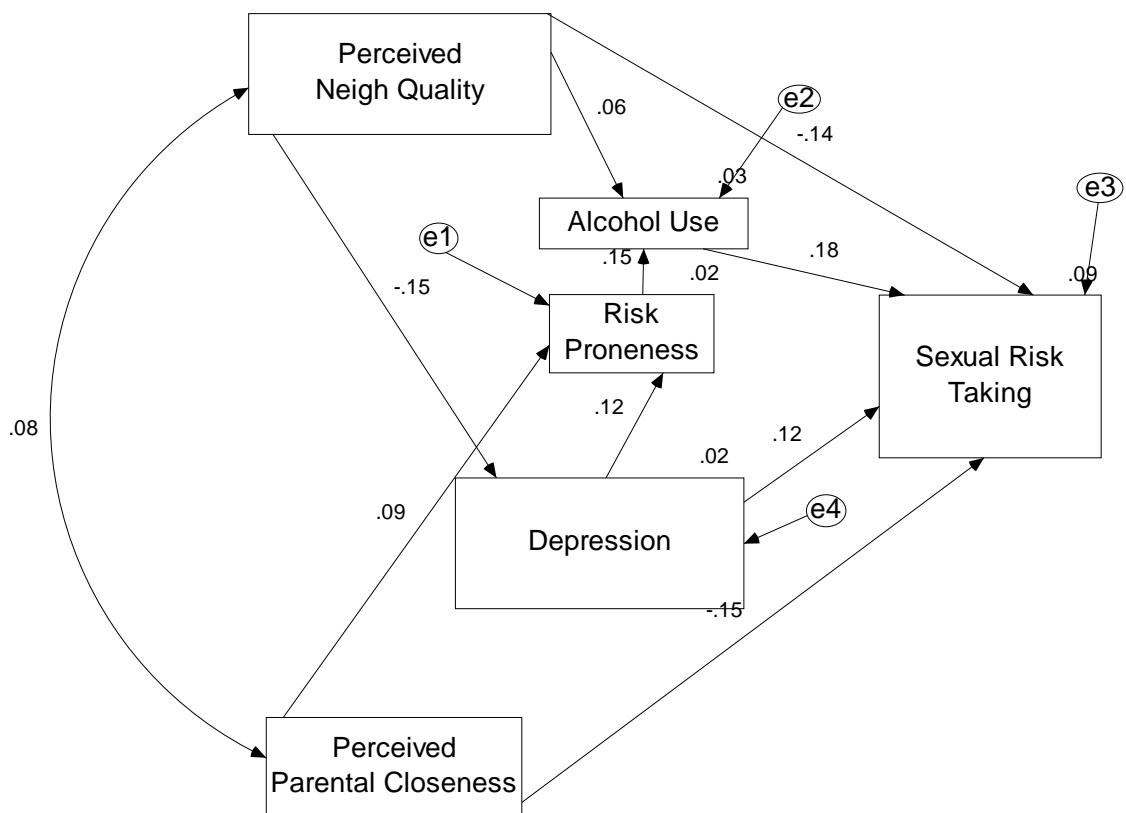 Perceived
Neigh Quality
.06
e2
-.14
.03
e3
Alcohol Use
e1
.15
.02
.18
.09
-.15
Risk
Proneness
Sexual Risk
Taking
.08
.12
.02
.12
.09
Depression
e4
-.15
Perceived
Parental Closeness